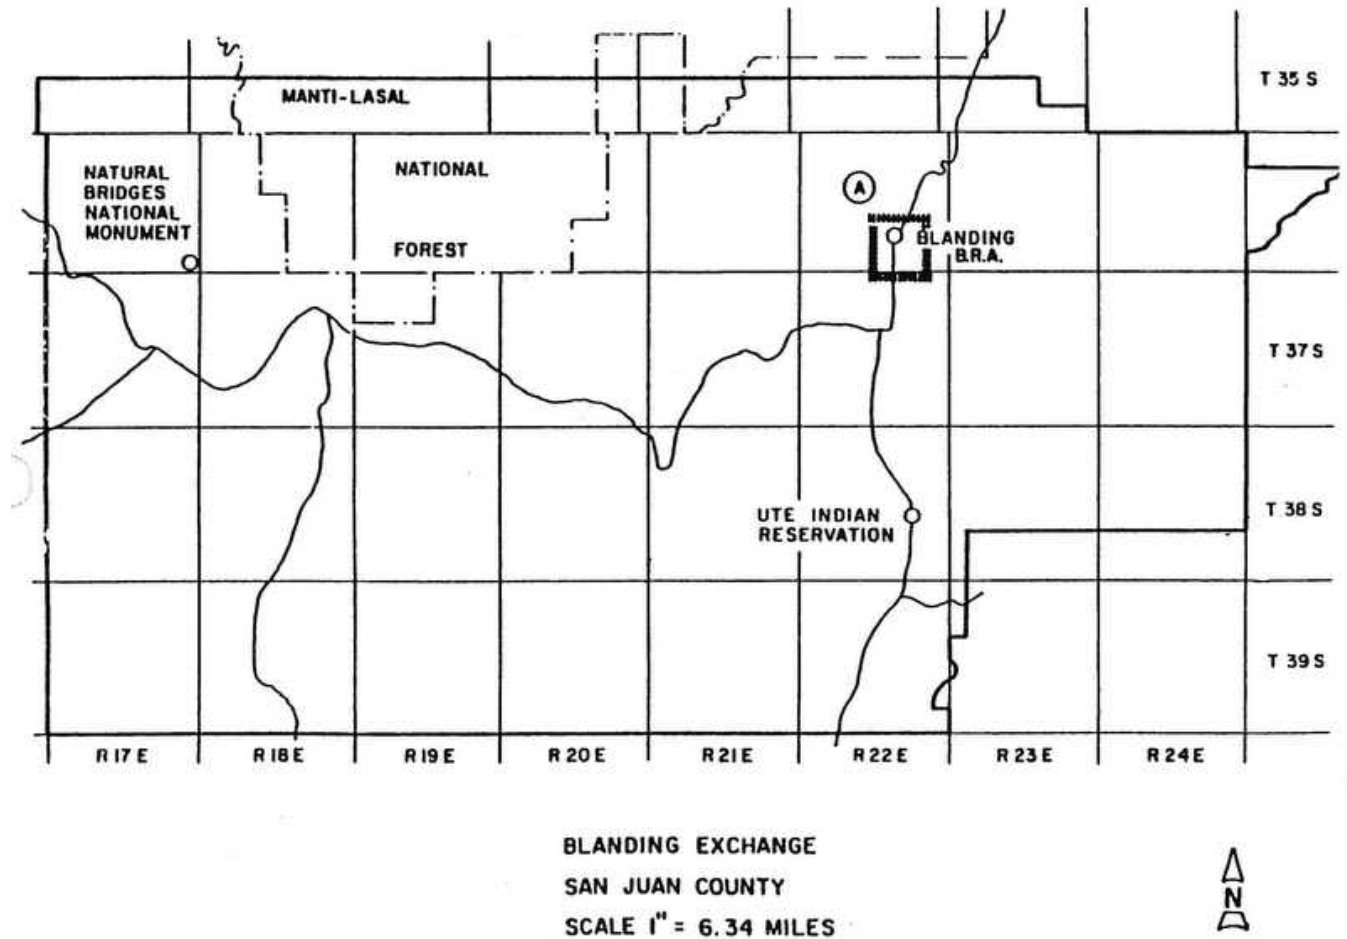 T 35 S
MANTI-LASAL
NATURAL
BRIDGES
NATIONAL
MONUMENT
NATIONAL
FOREST
A
BLANDING
B.R.A.
T 37 S
UTE INDIAN
RESERVATION
T 38 S
T 39 S
R 17 E R 18 E R 19 E R 20 E R 21 E R 22 E R 23 E R 24 E
BLANDING EXCHANGE
SAN JUAN COUNTY
SCALE 1" = 6.34 MILES
N